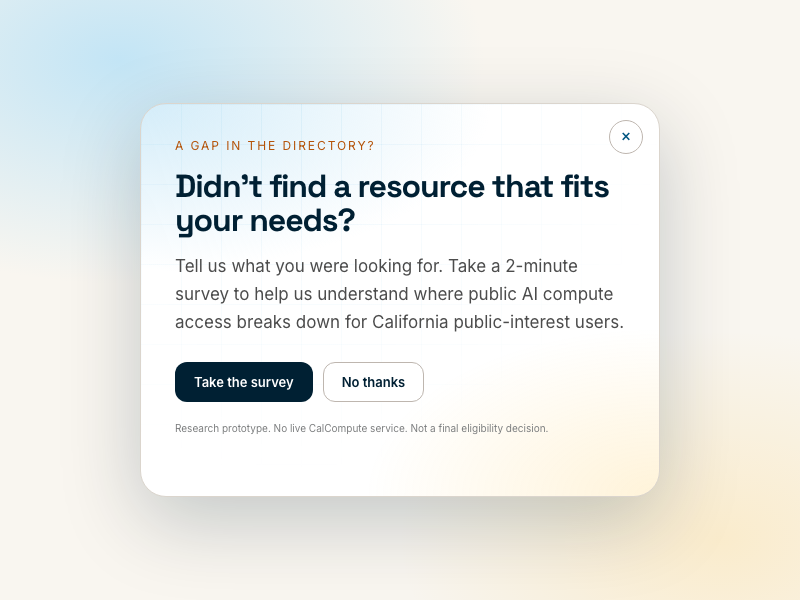 A GAP IN THE DIRECTORY?
×
Didn’t find a resource that fits
your needs?
Tell us what you were looking for. Take a 2-minute
survey to help us understand where public AI compute
access breaks down for California public-interest users.
Take the survey
No thanks
Research prototype. No live CalCompute service. Not a final eligibility decision.